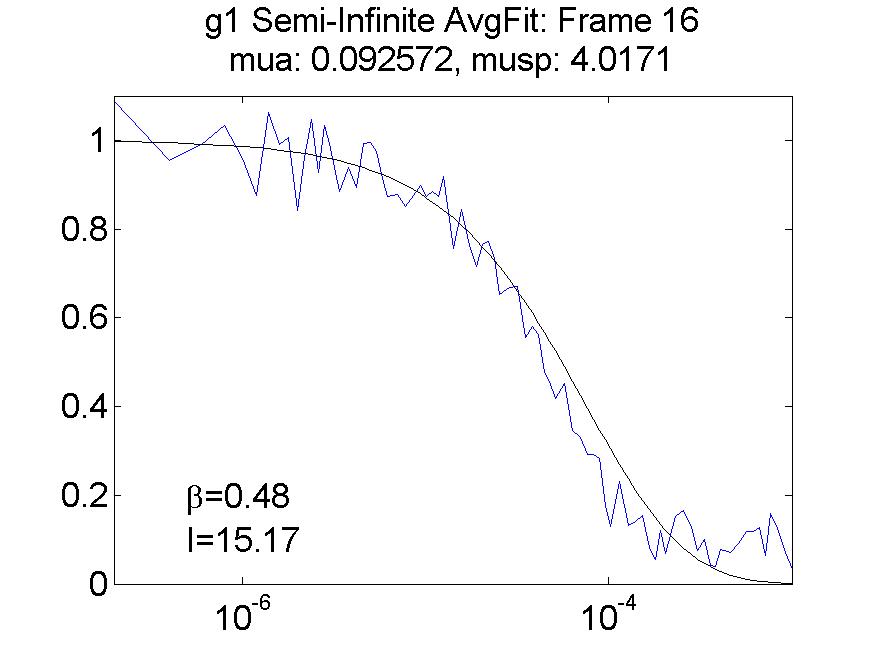 g1 Semi-Infinite AvgFit: Frame 16
mua: 0.092572, musp: 4.0171
1
0.8
0.6
0.4
0.2
0
β=0.48
I=15.17
10^-6
10^-4